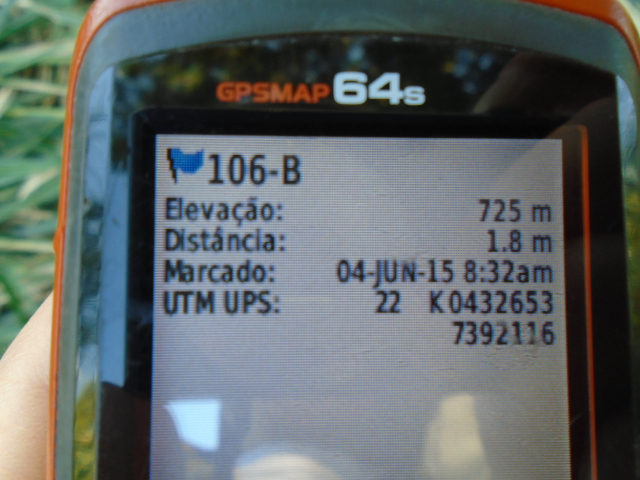 GPSMAP 64s
106-B
Elevação: 725 m
Distância: 1.8 m
Marcado: 04-JUN-15 8:32am
UTM UPS: 22 K 0432653
7392116